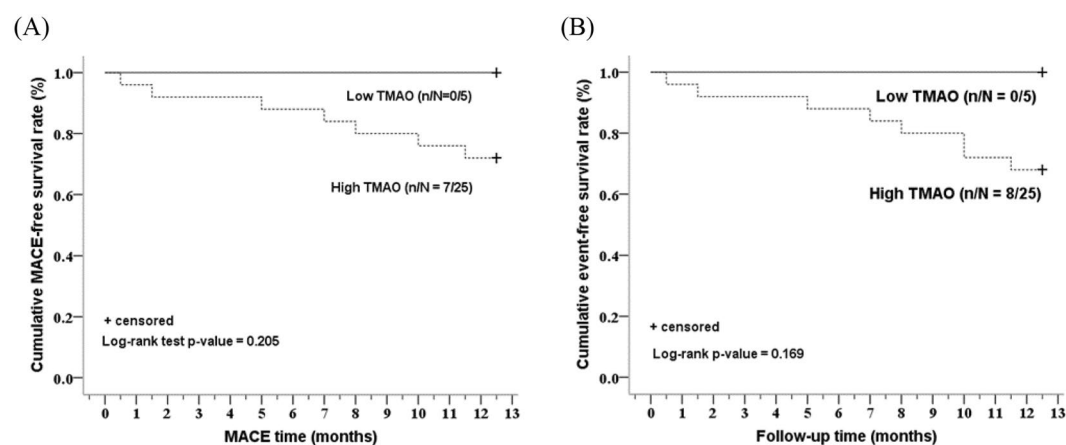 (A)
Cumulative MACE-free survival rate (%)
1.0
0.8
0.6
0.4
0.2
0.0
Low TMAO (n/N=0/5)
High TMAO (n/N = 7/25)
+ censored
Log-rank test p-value = 0.205
0 1 2 3 4 5 6 7 8 9 10 11 12 13
MACE time (months)
(B)
Cumulative event-free survival rate (%)
1.0
0.8
0.6
0.4
0.2
0.0
Low TMAO (n/N = 0/5)
High TMAO (n/N = 8/25)
+ censored
Log-rank p-value = 0.169
0 1 2 3 4 5 6 7 8 9 10 11 12 13
Follow-up time (months)